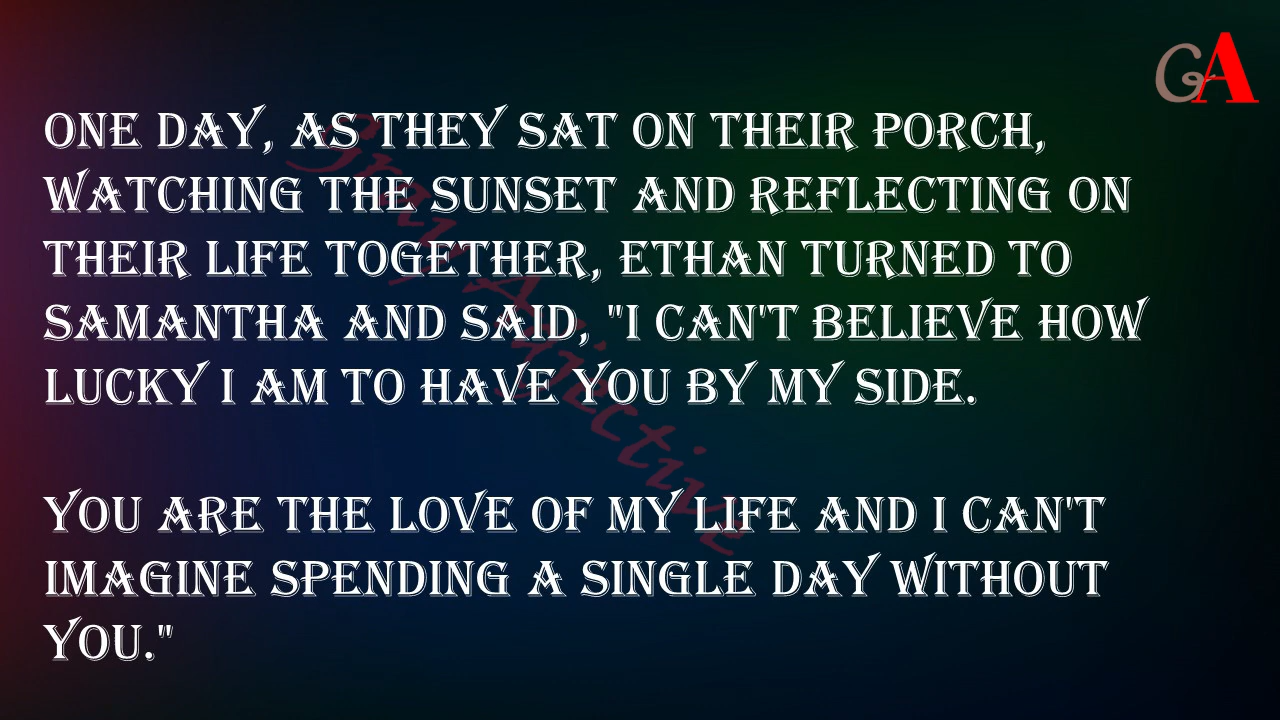 GA
ONE DAY, AS THEY SAT ON THEIR PORCH,
WATCHING THE SUNSET AND REFLECTING ON
THEIR LIFE TOGETHER, ETHAN TURNED TO
SAMANTHA AND SAID, "I CAN'T BELIEVE HOW
LUCKY I AM TO HAVE YOU BY MY SIDE.
YOU ARE THE LOVE OF MY LIFE AND I CAN'T
IMAGINE SPENDING A SINGLE DAY WITHOUT
YOU."
Gray Adjective